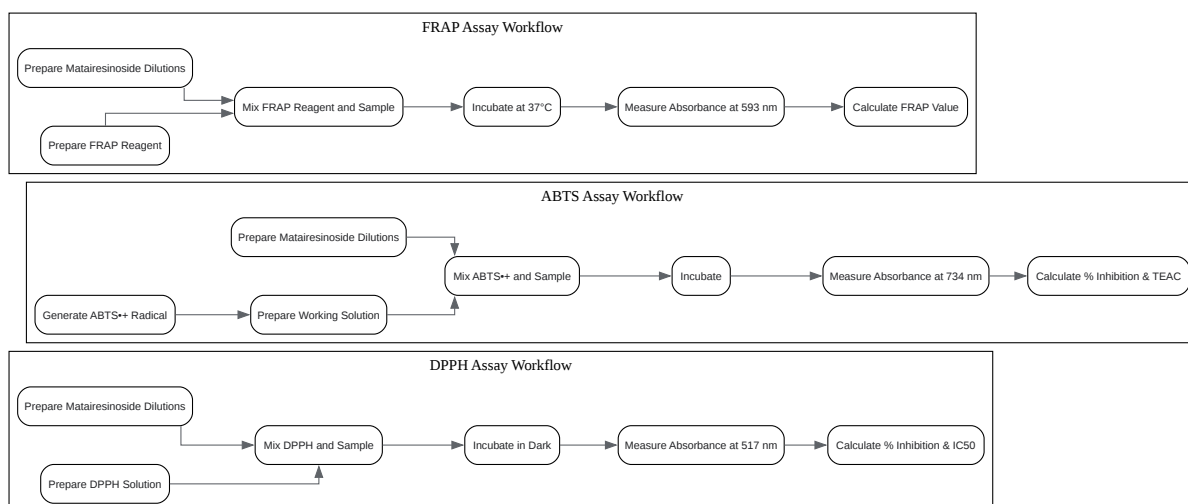 FRAP Assay Workflow
Prepare Matairesinoside Dilutions
Mix FRAP Reagent and Sample
Incubate at 37°C
Measure Absorbance at 593 nm
Calculate FRAP Value
Prepare FRAP Reagent
ABTS Assay Workflow
Prepare Matairesinoside Dilutions
Mix ABTS•+ and Sample
Incubate
Measure Absorbance at 734 nm
Calculate % Inhibition & TEAC
Generate ABTS•+ Radical
Prepare Working Solution
DPPH Assay Workflow
Prepare Matairesinoside Dilutions
Mix DPPH and Sample
Incubate in Dark
Measure Absorbance at 517 nm
Calculate % Inhibition & IC50
Prepare DPPH Solution